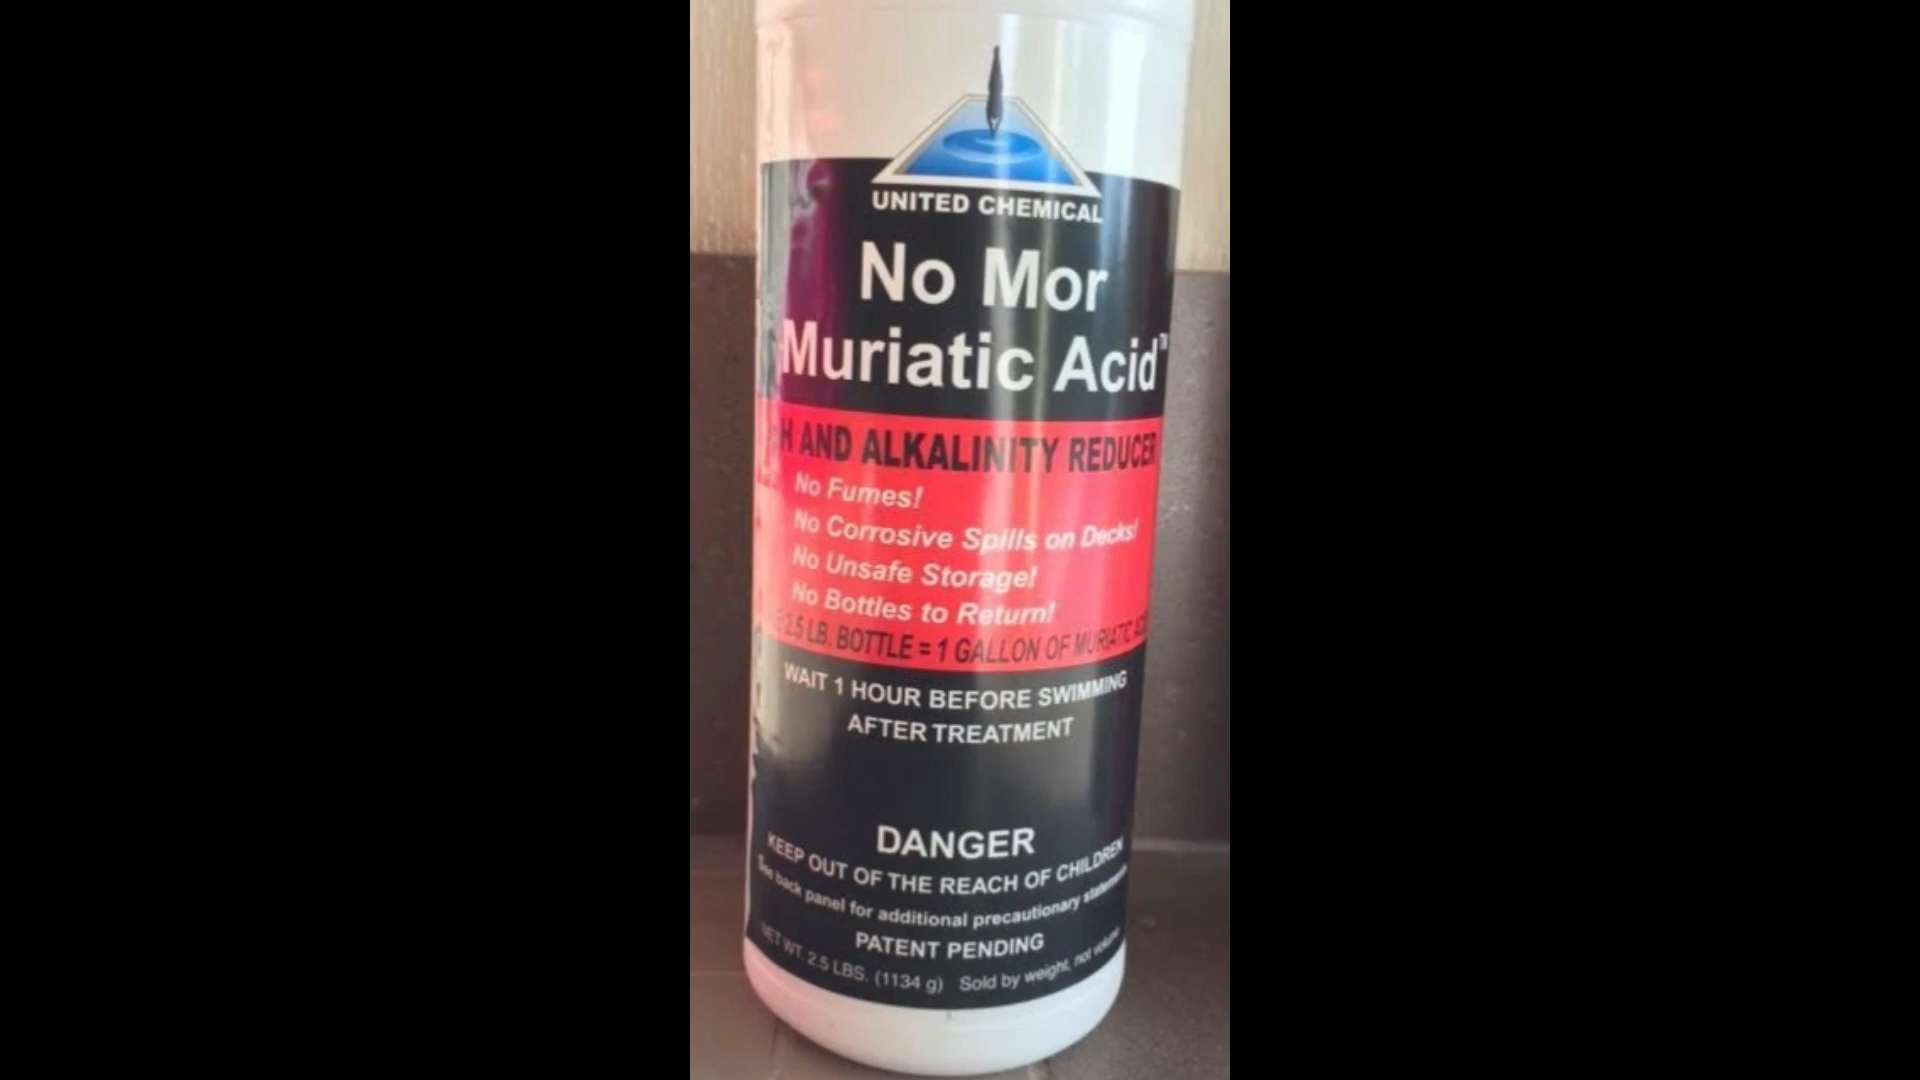 UNITED CHEMICAL
No Mor
Muriatic Acid™
H AND ALKALINITY REDUCER
No Fumes!
No Corrosive Spills on Decks!
No Unsafe Storage!
No Bottles to Return!
2.5 LB. BOTTLE = 1 GALLON OF MURIATIC
WAIT 1 HOUR BEFORE SWIMMING
AFTER TREATMENT
DANGER
KEEP OUT OF THE REACH OF CHILDREN
See back panel for additional precautionary
PATENT PENDING
NET WT. 2.5 LBS. (1134 g) Sold by weight, not volume